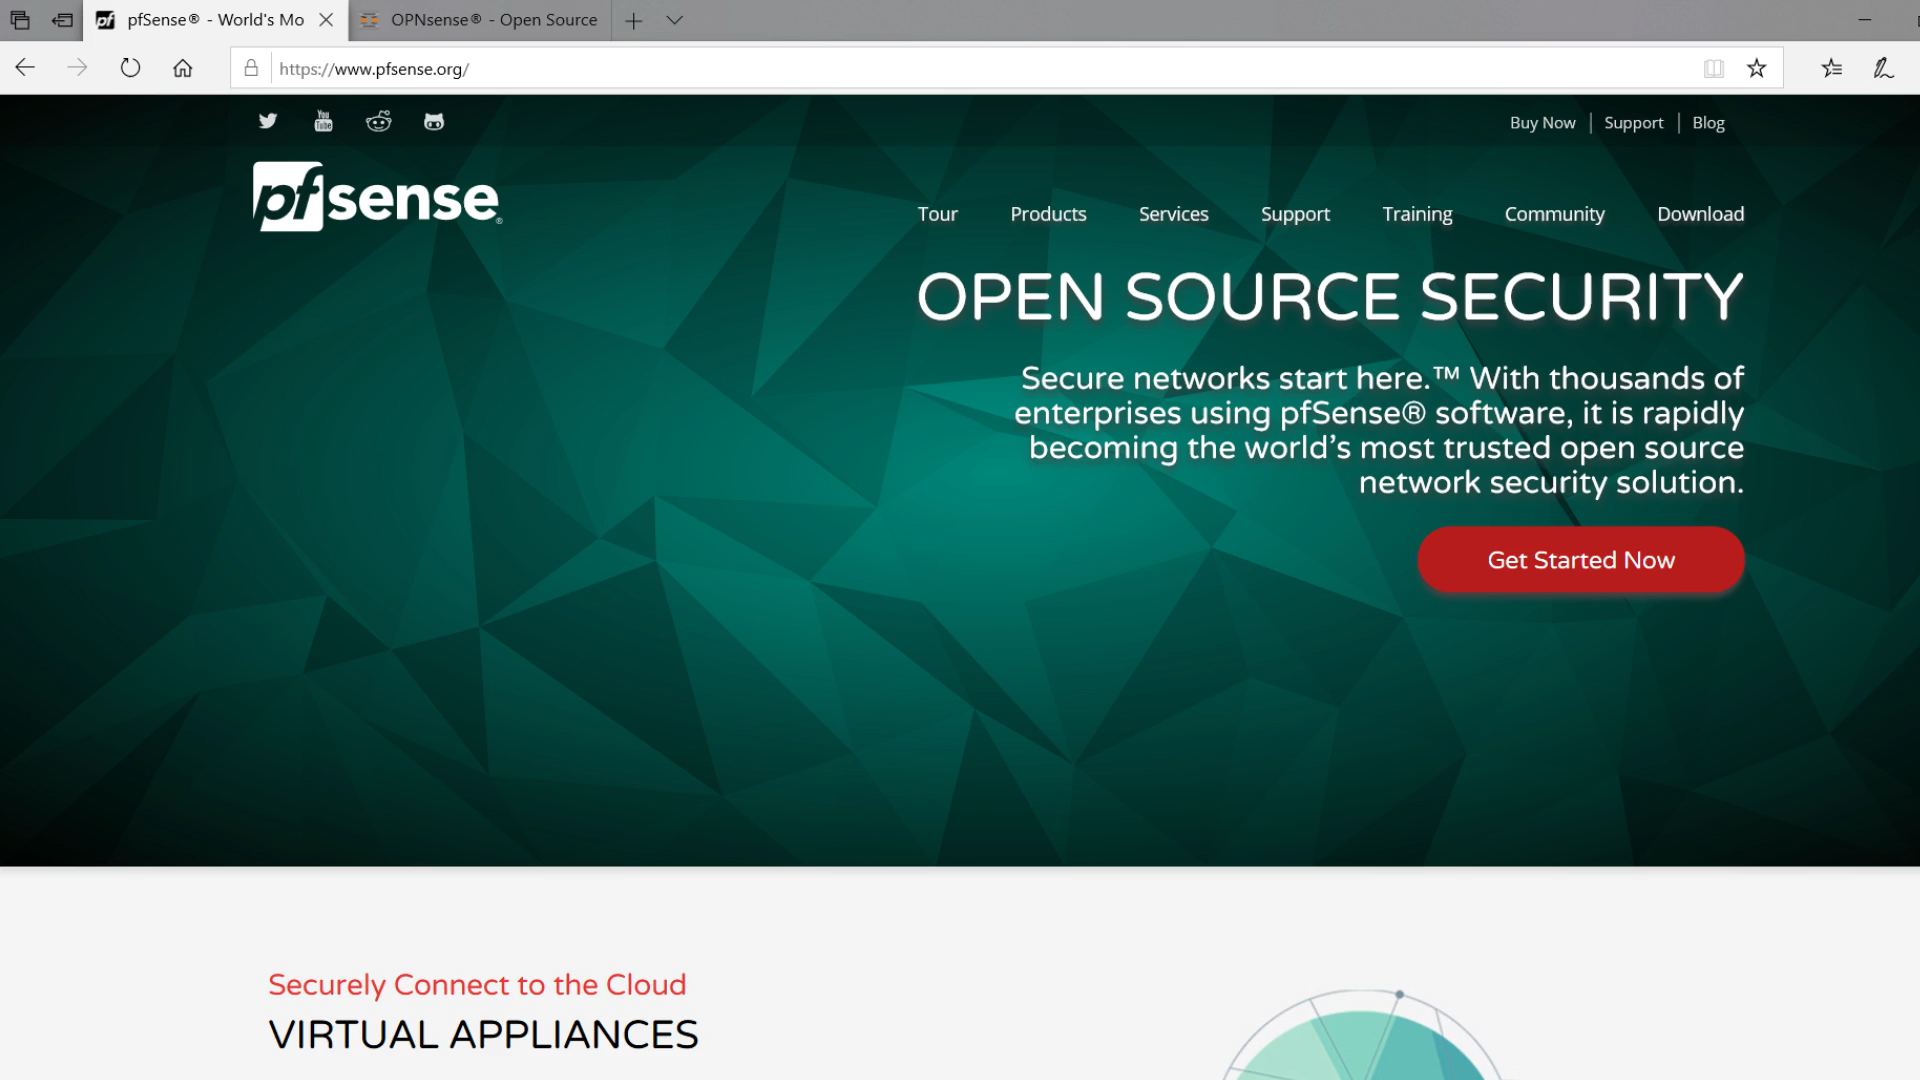 pfSense® - World's Mo
OPNsense® - Open Source
https://www.pfsense.org/
You
Tube
Buy Now | Support | Blog
pfsense®
Tour Products Services Support Training Community Download
OPEN SOURCE SECURITY
Secure networks start here.™ With thousands of
enterprises using pfSense® software, it is rapidly
becoming the world’s most trusted open source
network security solution.
Get Started Now
Securely Connect to the Cloud
VIRTUAL APPLIANCES